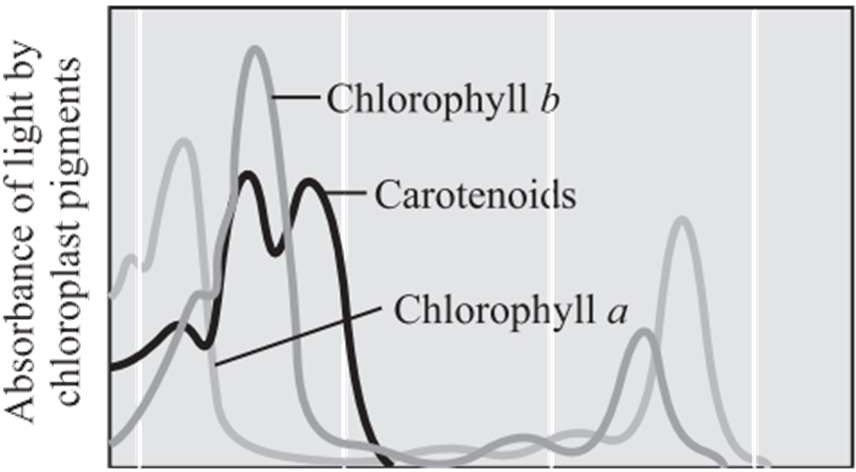 Absorbance of light by
chloroplast pigments
Chlorophyll b
Carotenoids
Chlorophyll a